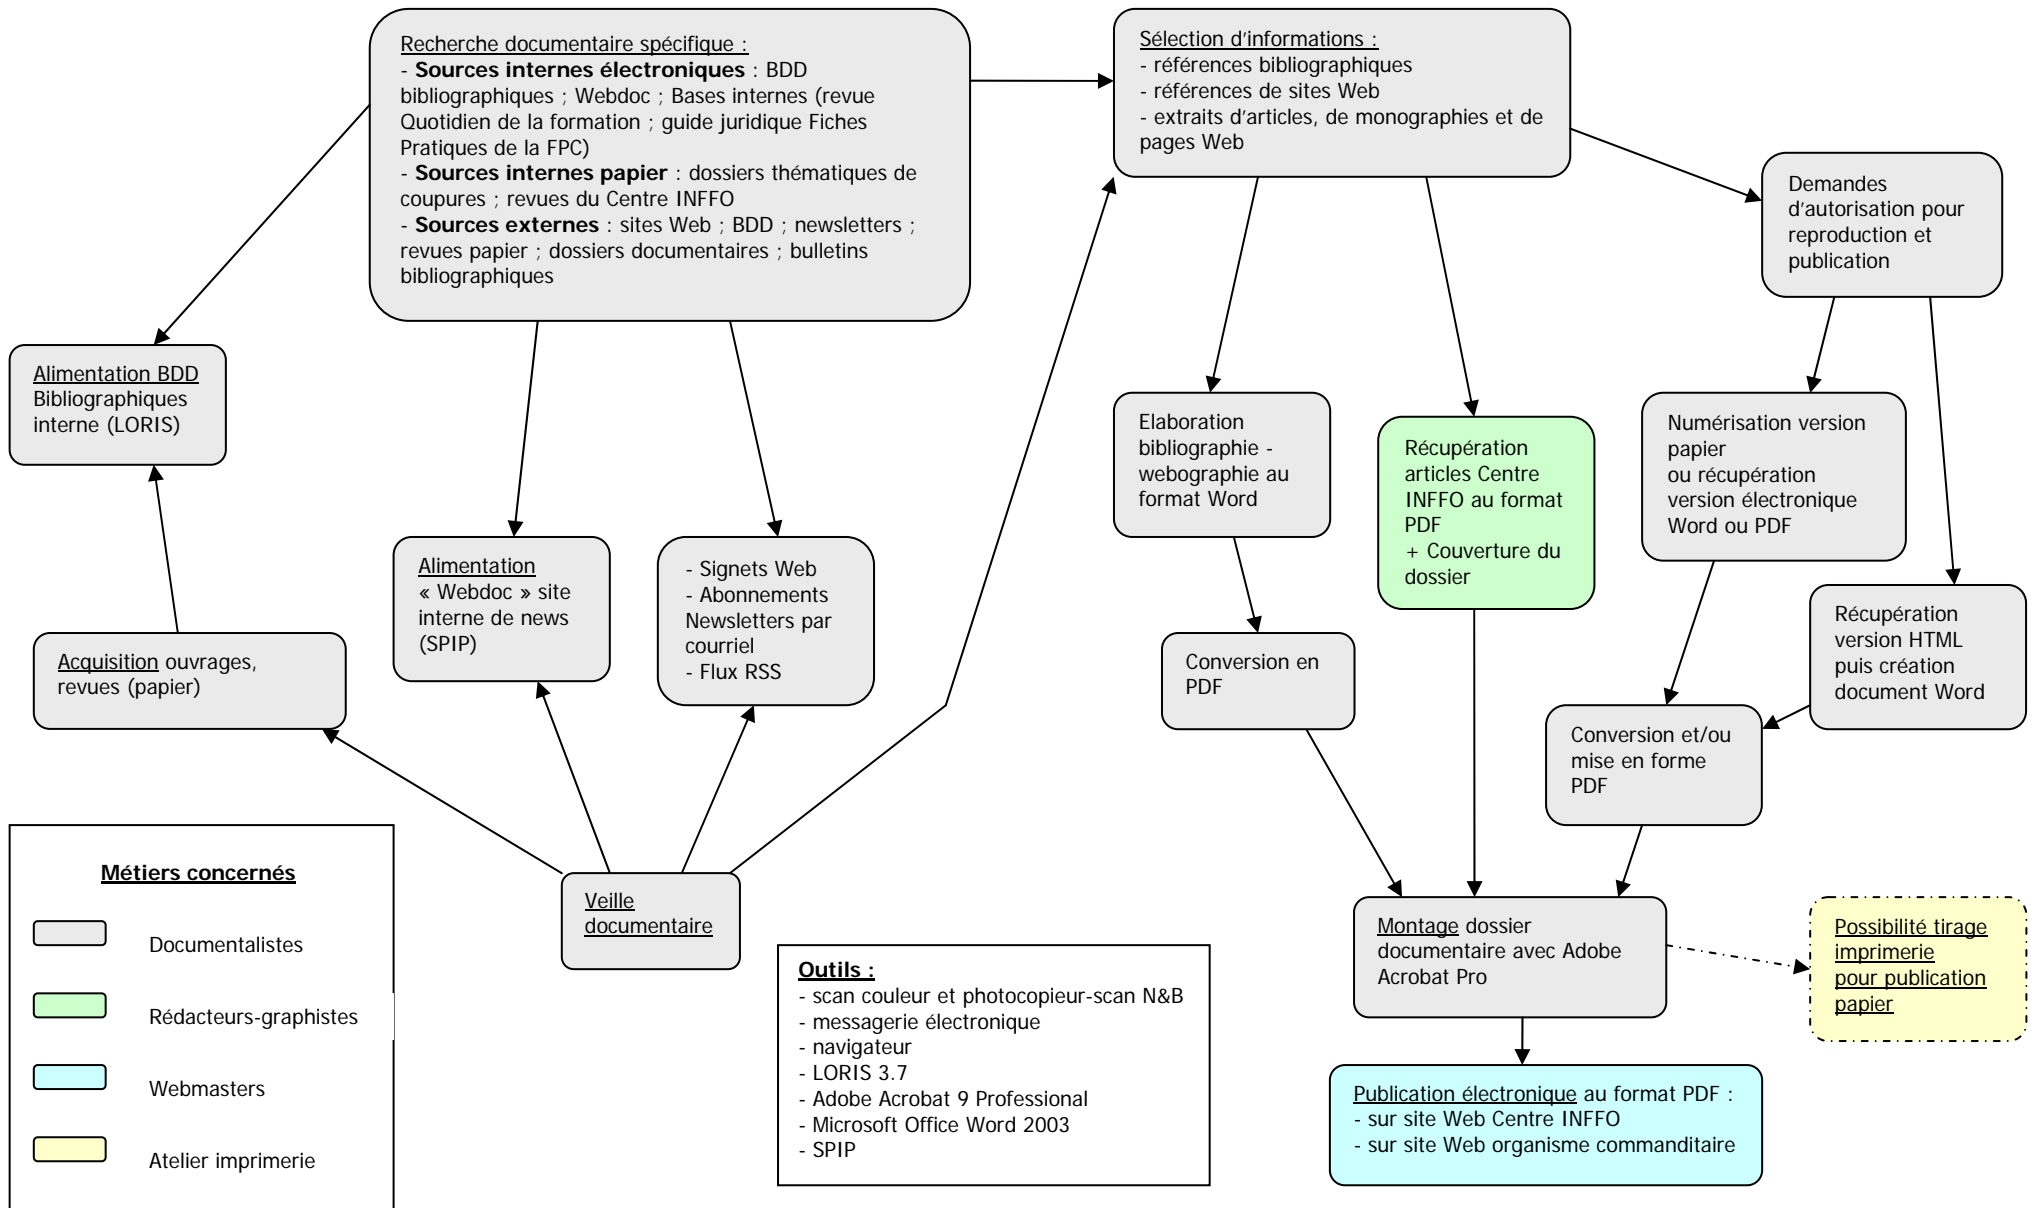 Recherche documentaire spécifique :
- Sources internes électroniques : BDD
bibliographiques ; Webdoc ; Bases internes (revue
Quotidien de la formation ; guide juridique Fiches
Pratiques de la FPC)
- Sources internes papier : dossiers thématiques de
coupures ; revues du Centre INFFO
- Sources externes : sites Web ; BDD ; newsletters ;
revues papier ; dossiers documentaires ; bulletins
bibliographiques
Sélection d'informations :
- références bibliographiques
- références de sites Web
- extraits d'articles, de monographies et de
pages Web
Demandes
d'autorisation pour
reproduction et
publication
Alimentation BDD
Bibliographiques
interne (LORIS)
Elaboration
bibliographie -
webographie au
format Word
Récupération
articles Centre
INFFO au format
PDF
+ Couverture du
dossier
Numérisation version
papier
ou récupération
version électronique
Word ou PDF
Alimentation
« Webdoc » site
interne de news
(SPIP)
- Signets Web
- Abonnements
Newsletters par
courriel
- Flux RSS
Récupération
version HTML
puis création
document Word
Acquisition ouvrages,
revues (papier)
Conversion en
PDF
Conversion et/ou
mise en forme
PDF
Métiers concernés
Documentalistes
Rédacteurs-graphistes
Webmasters
Atelier imprimerie
Veille
documentaire
Outils :
- scan couleur et photocopieur-scan N&B
- messagerie électronique
- navigateur
- LORIS 3.7
- Adobe Acrobat 9 Professional
- Microsoft Office Word 2003
- SPIP
Montage dossier
documentaire avec Adobe
Acrobat Pro
Possibilité tirage
imprimerie
pour publication
papier
Publication électronique au format PDF :
- sur site Web Centre INFFO
- sur site Web organisme commanditaire